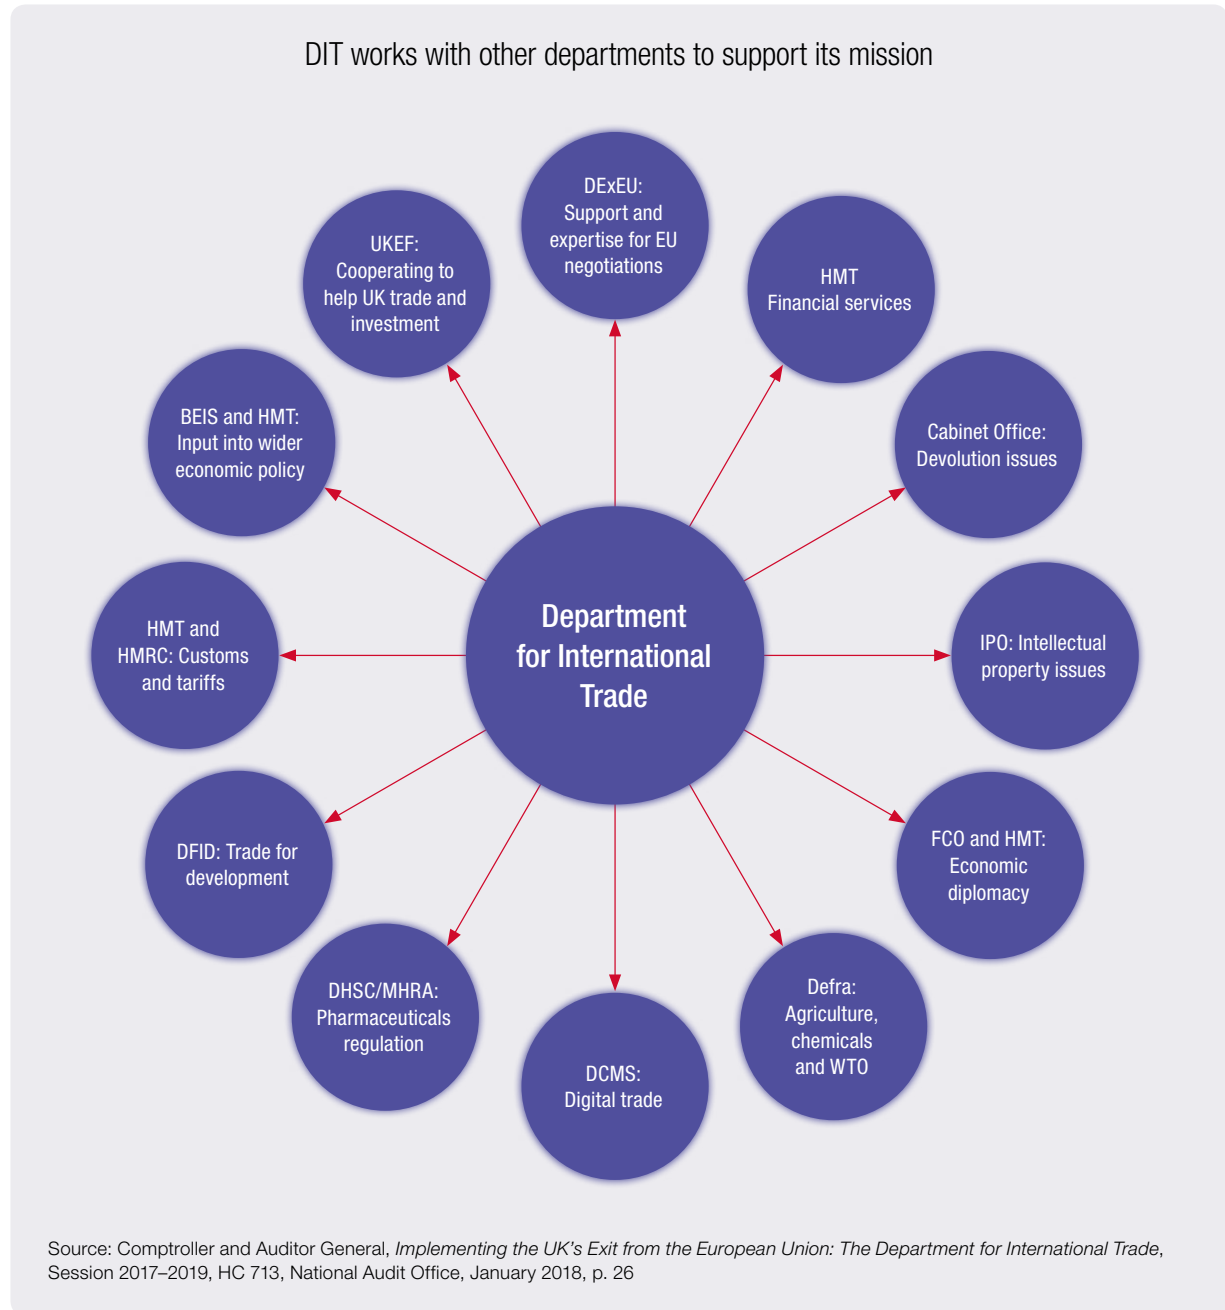 DIT works with other departments to support its mission
DExEU:
Support and
expertise for EU
negotiations
HMT
Financial services
Cabinet Office:
Devolution issues
IPO: Intellectual
property issues
FCO and HMT:
Economic
diplomacy
Defra:
Agriculture,
chemicals
and WTO
DCMS:
Digital trade
DHSC/MHRA:
Pharmaceuticals
regulation
DFID: Trade for
development
HMT and
HMRC: Customs
and tariffs
BEIS and HMT:
Input into wider
economic policy
UKEF:
Cooperating to
help UK trade and
investment
Department
for International
Trade
Source: Comptroller and Auditor General, Implementing the UK's Exit from the European Union: The Department for International Trade,
Session 2017–2019, HC 713, National Audit Office, January 2018, p. 26